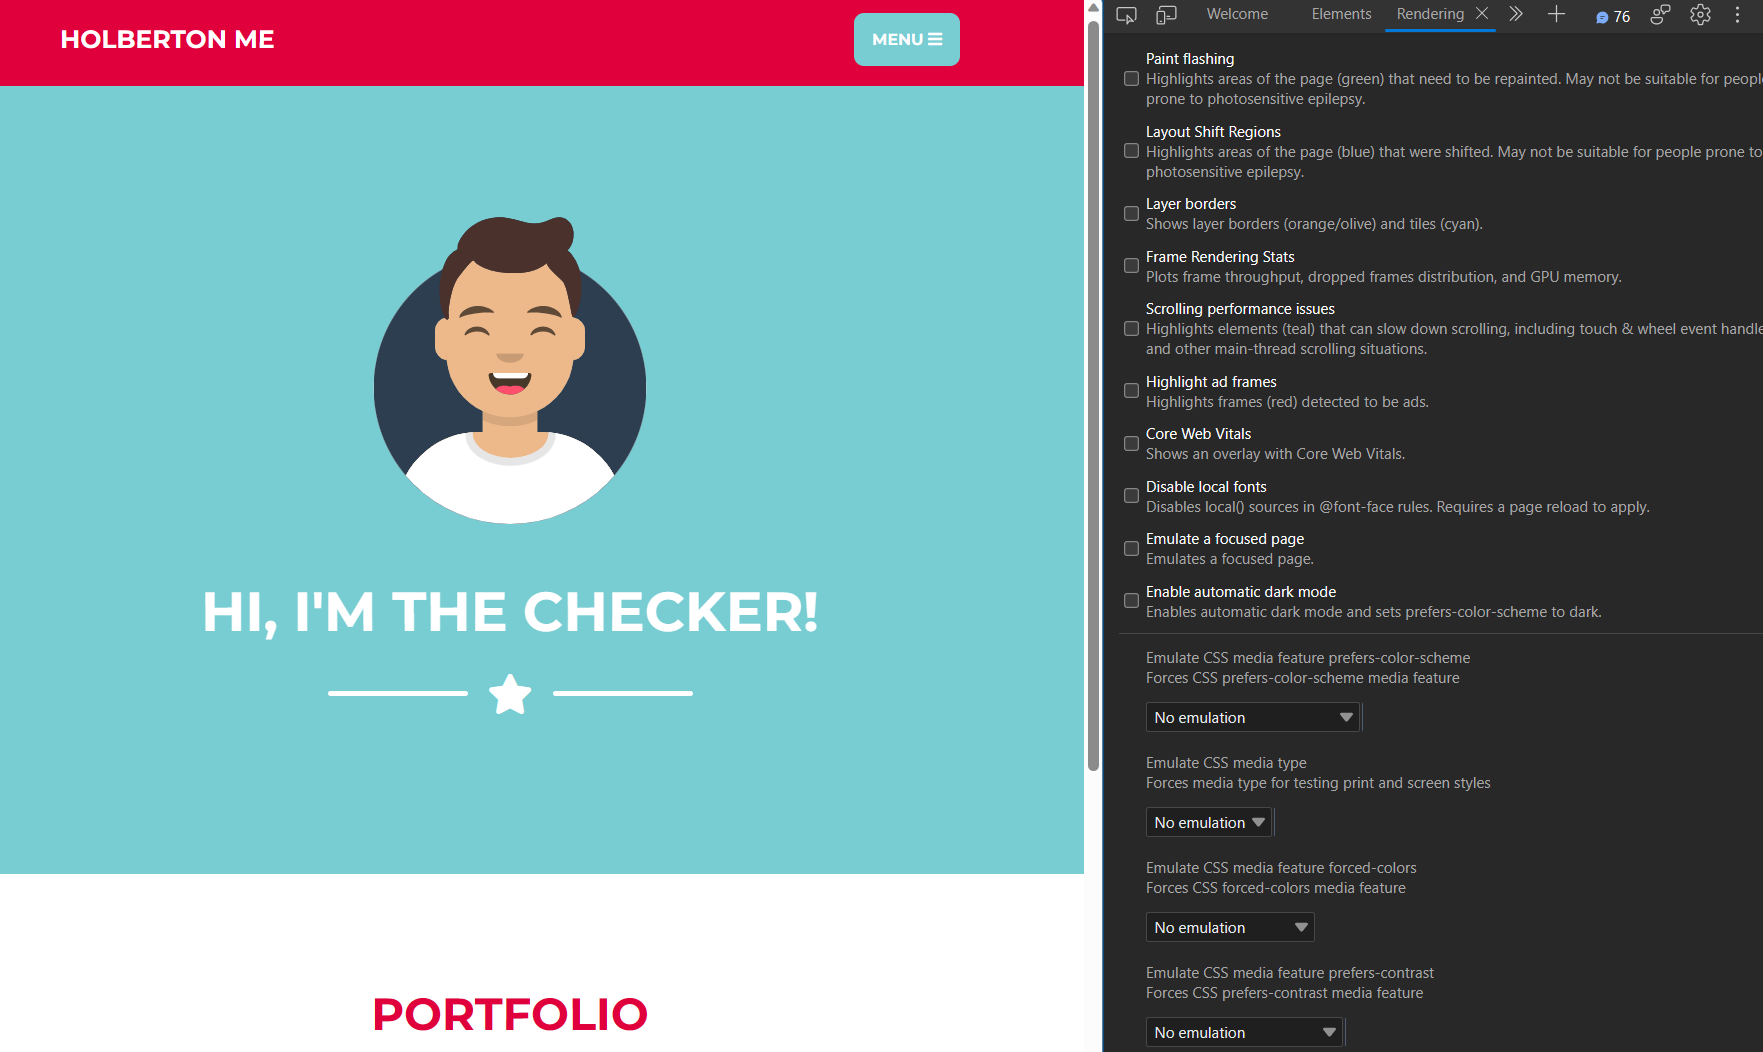 HOLBERTON ME
MENU
HI, I'M THE CHECKER!
PORTFOLIO
Welcome
Elements
Rendering
76
Paint flashing
Highlights areas of the page (green) that need to be repainted. May not be suitable for
prone to photosensitive epilepsy.
Layout Shift Regions
Highlights areas of the page (blue) that were shifted. May not be suitable for people prone to
photosensitive epilepsy.
Layer borders
Shows layer borders (orange/olive) and tiles (cyan).
Frame Rendering Stats
Plots frame throughput, dropped frames distribution, and GPU memory.
Scrolling performance issues
Highlights elements (teal) that can slow down scrolling, including touch & wheel event
and other main-thread scrolling situations.
Highlight ad frames
Highlights frames (red) detected to be ads.
Core Web Vitals
Shows an overlay with Core Web Vitals.
Disable local fonts
Disables local() sources in @font-face rules. Requires a page reload to apply.
Emulate a focused page
Emulates a focused page.
Enable automatic dark mode
Enables automatic dark mode and sets prefers-color-scheme to dark.
Emulate CSS media feature prefers-color-scheme
Forces CSS prefers-color-scheme media feature
No emulation
Emulate CSS media type
Forces media type for testing print and screen styles
No emulation
Emulate CSS media feature forced-colors
Forces CSS forced-colors media feature
No emulation
Emulate CSS media feature prefers-contrast
Forces CSS prefers-contrast media feature
No emulation